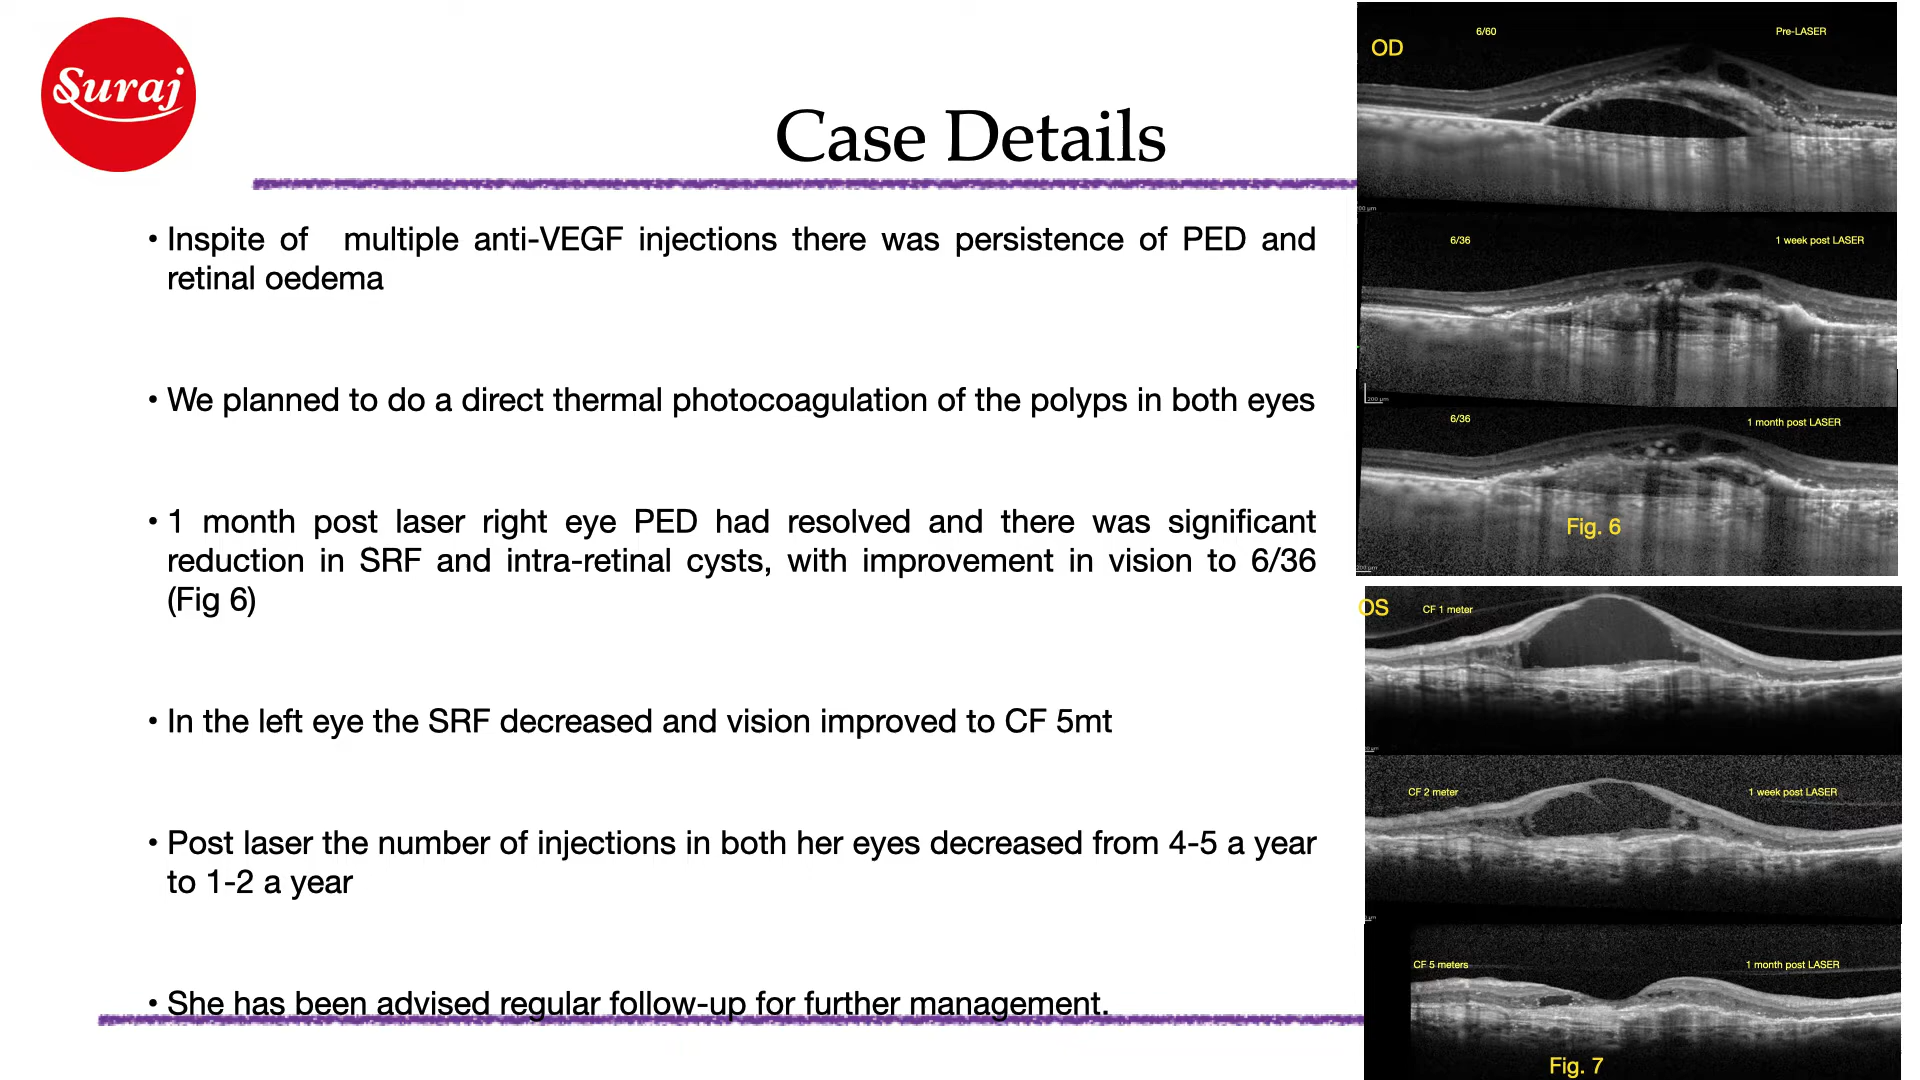 Suraj
Case Details
• Inspite of multiple anti-VEGF injections there was persistence of PED and
retinal oedema
• We planned to do a direct thermal photocoagulation of the polyps in both eyes
• 1 month post laser right eye PED had resolved and there was significant
reduction in SRF and intra-retinal cysts, with improvement in vision to 6/36
(Fig 6)
• In the left eye the SRF decreased and vision improved to CF 5mt
• Post laser the number of injections in both her eyes decreased from 4-5 a year
to 1-2 a year
• She has been advised regular follow-up for further management.
OD
6/60
Pre-LASER
6/36
1 week post LASER
200 µm
6/36
1 month post LASER
Fig. 6
OS
CF 1 meter
CF 2 meter
1 week post LASER
CF 5 meters
1 month post LASER
Fig. 7